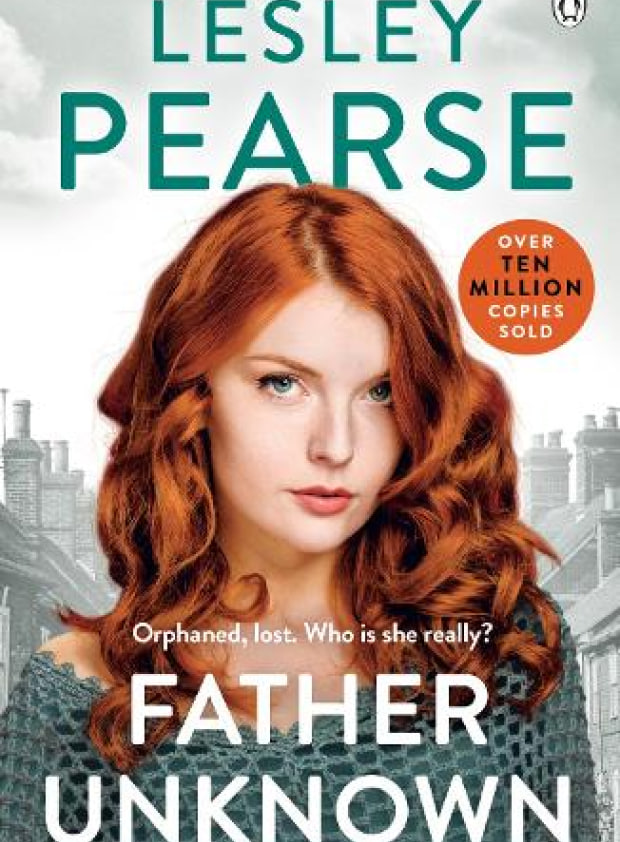 LESLEY
PEARSE
OVER
TEN
MILLION
COPIES
SOLD
Orphaned, lost. Who is she really?
FATHER
UNKNOWN